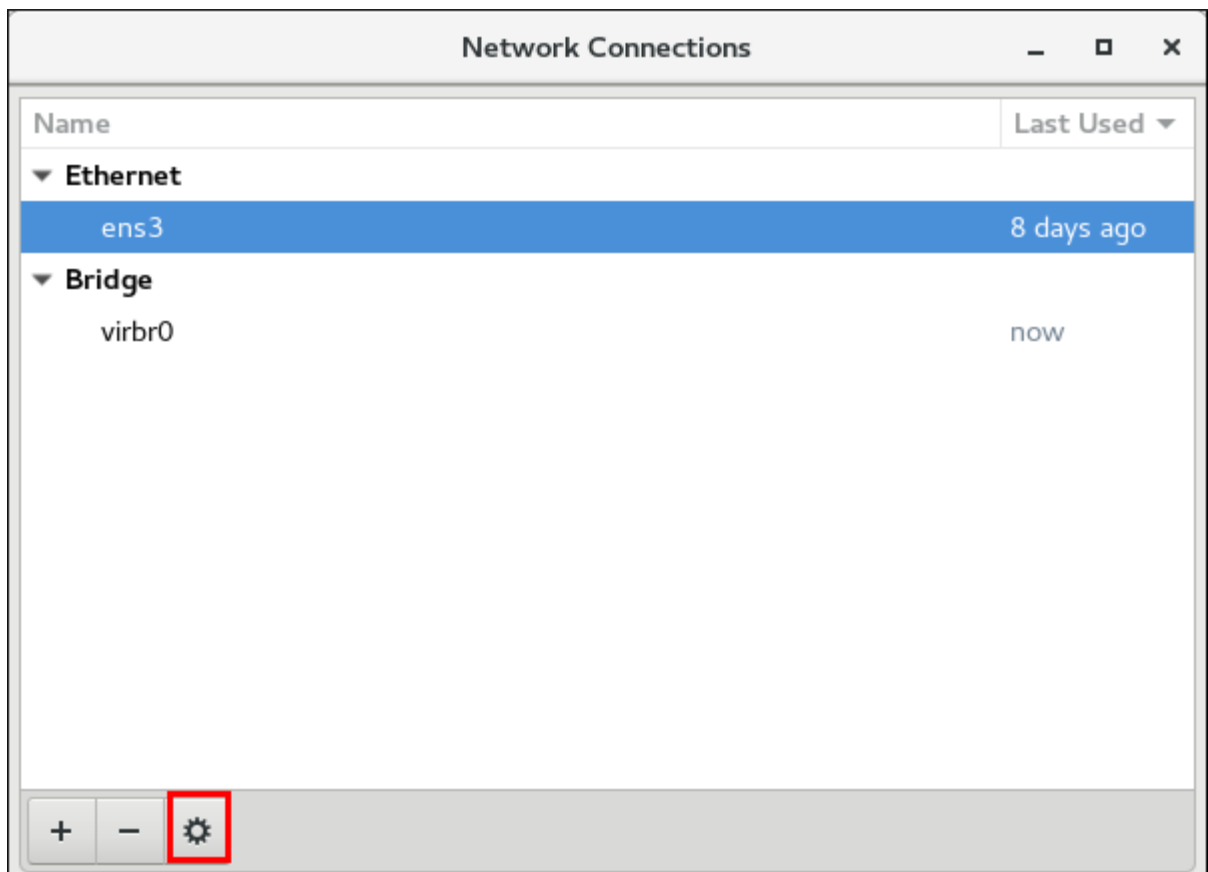 Network Connections
Name Last Used
Ethernet
ens3 8 days ago
Bridge
virbr0 now